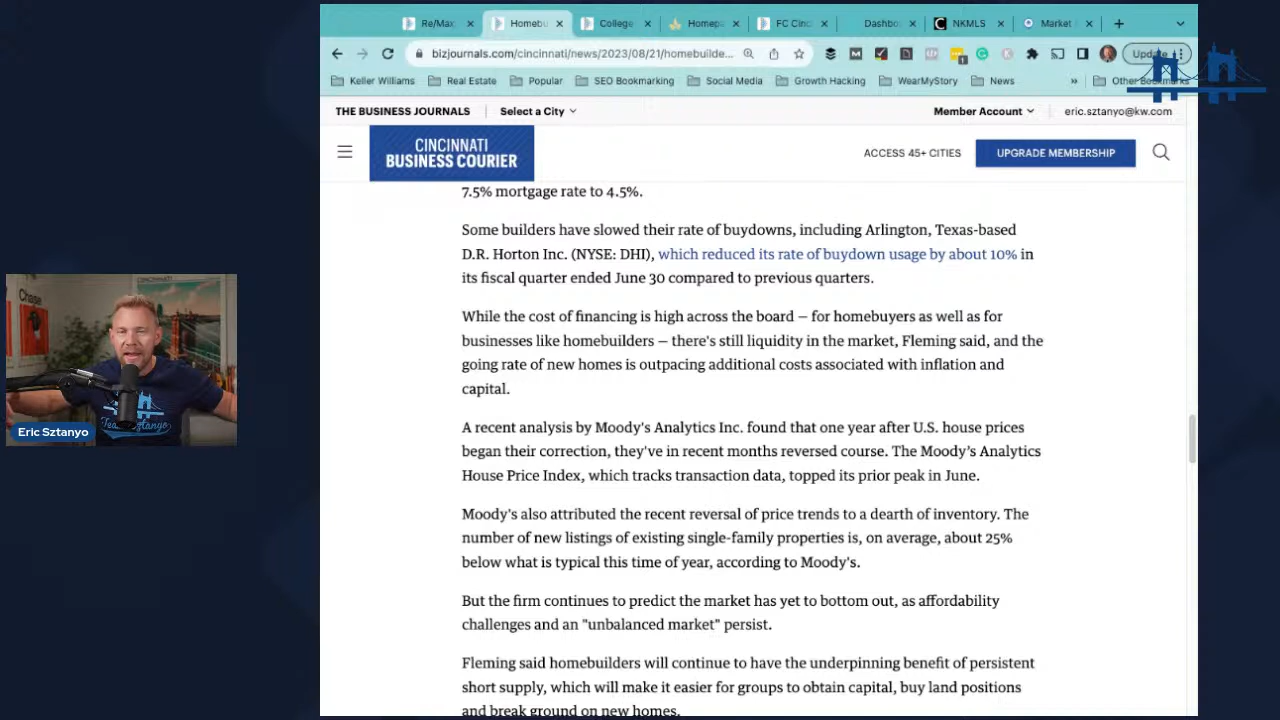 Re/Max
Homebu
College
Homepa
FC Cinc
Dashbo
NKMLS
Market
bizjournals.com/cincinnati/news/2023/08/21/homebuilde...
Update
Keller Williams
Real Estate
Popular
SEO Bookmarking
Social Media
Growth Hacking
WearMyStory
News
»
Other Bookmarks
THE BUSINESS JOURNALS
Select a City
Member Account
eric.sztanyo@kw.com
CINCINNATI
BUSINESS COURIER
ACCESS 45+ CITIES
UPGRADE MEMBERSHIP
7.5% mortgage rate to 4.5%.
Some builders have slowed their rate of buydowns, including Arlington, Texas-based
D.R. Horton Inc. (NYSE: DHI), which reduced its rate of buydown usage by about 10% in
its fiscal quarter ended June 30 compared to previous quarters.
While the cost of financing is high across the board — for homebuyers as well as for
businesses like homebuilders — there's still liquidity in the market, Fleming said, and the
going rate of new homes is outpacing additional costs associated with inflation and
capital.
A recent analysis by Moody's Analytics Inc. found that one year after U.S. house prices
began their correction, they've in recent months reversed course. The Moody's Analytics
House Price Index, which tracks transaction data, topped its prior peak in June.
Moody's also attributed the recent reversal of price trends to a dearth of inventory. The
number of new listings of existing single-family properties is, on average, about 25%
below what is typical this time of year, according to Moody's.
But the firm continues to predict the market has yet to bottom out, as affordability
challenges and an "unbalanced market" persist.
Fleming said homebuilders will continue to have the underpinning benefit of persistent
short supply, which will make it easier for groups to obtain capital, buy land positions
and break ground on new homes.
Chase
CINCINNATI
Team Sztanyo
Eric Sztanyo